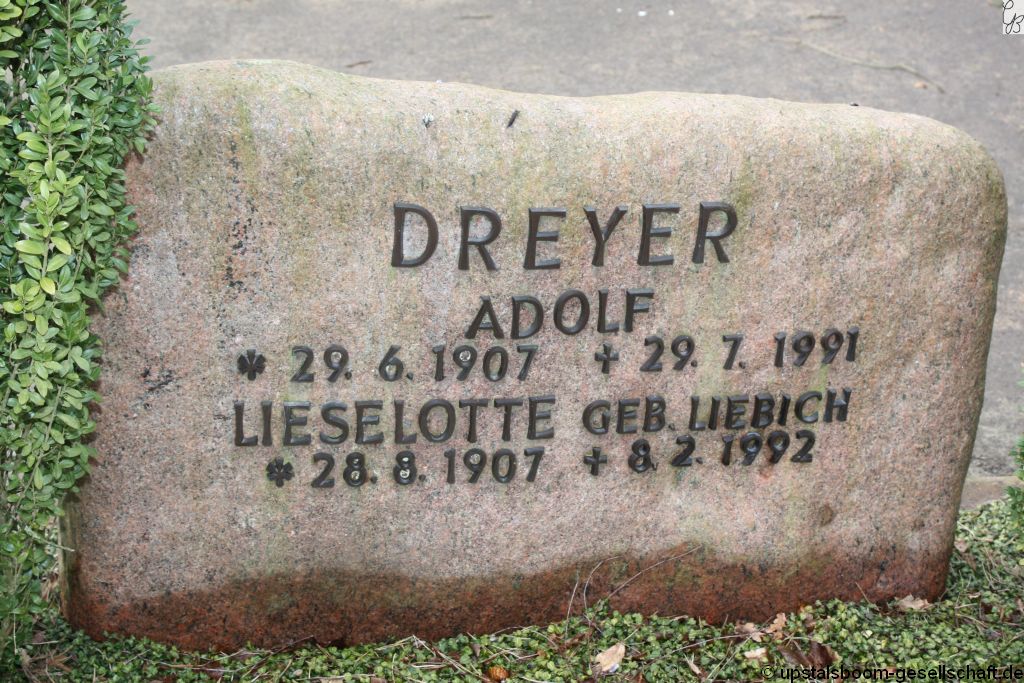 DREYER
ADOLF
* 29. 6. 1907 † 29. 7. 1991
LIESELOTTE GEB. LIEBICH
* 28. 8. 1907 † 8. 2. 1992
© upstalsboom-gesellschaft.de